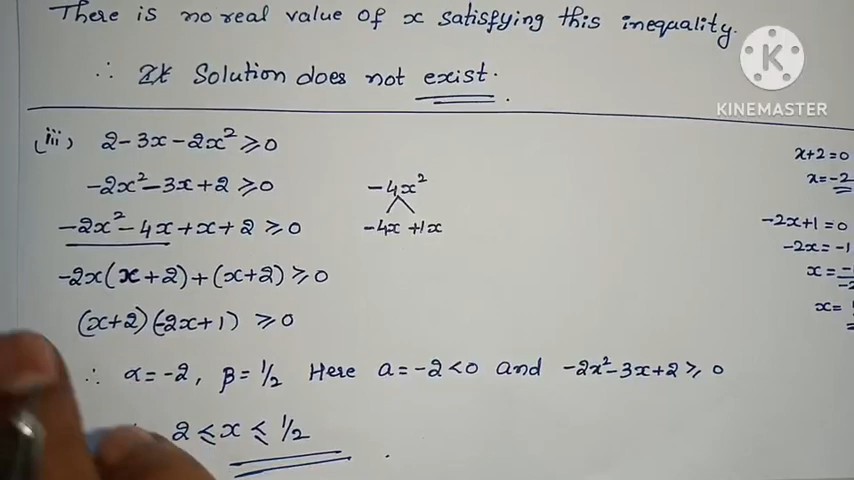 There is no real value of x satisfying this inequality.
∴ Solution does not exist.
KINEMASTER
(iii) 2-3x-2x² ≥ 0
-2x²-3x+2 ≥ 0
-2x²-4x+x+2 ≥ 0
-2x(x+2)+(x+2) ≥ 0
(x+2)(-2x+1) ≥ 0
∴ α=-2, β=1/2 Here a=-2<0 and -2x²-3x+2 ≥ 0
2 ≤ x ≤ 1/2
-4x²
-4x +1x
x+2=0
x=-2
-2x+1=0
-2x=-1
x=-
-2
x=